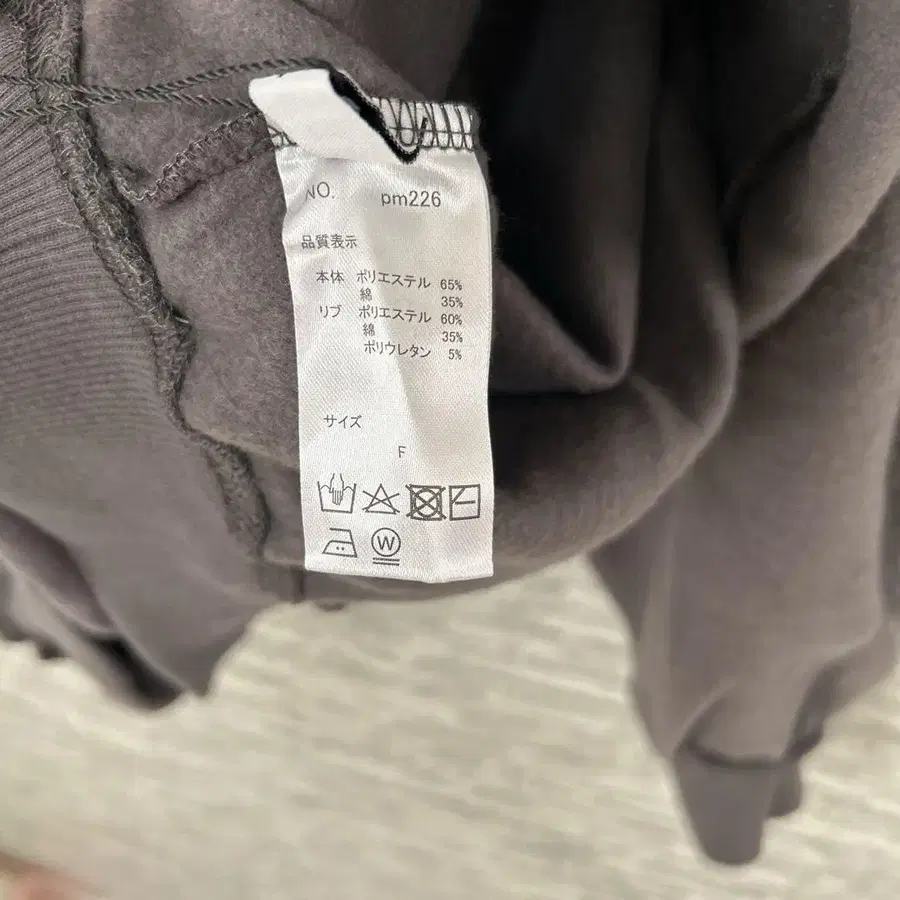 NO. pm226
品質表示
本体 ポリエステル 65%
綿 35%
リブ ポリエステル 60%
綿 35%
ポリウレタン 5%
サイズ
F
W